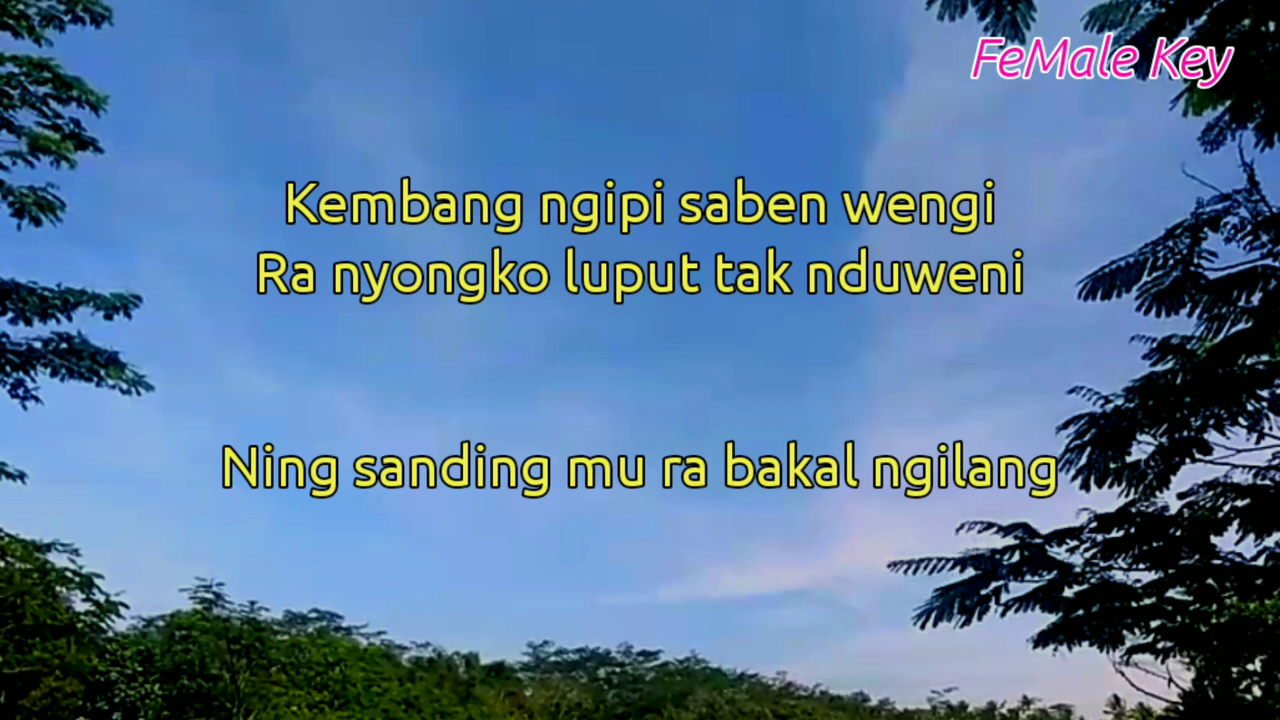 FeMale Key
Kembang ngipi saben wengi
Ra nyongko luput tak nduweni
Ning sanding mu ra bakal ngilang